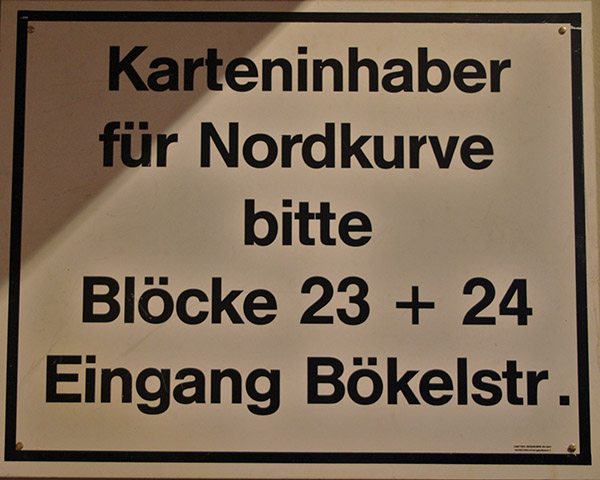 Karteninhaber
für Nordkurve
bitte
Blöcke 23 + 24
Eingang Bökelstr.